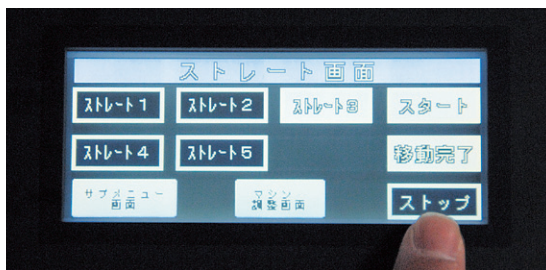 ストレート画面
ストレート1
ストレート2
ストレート3
スタート
ストレート4
ストレート5
移動完了
サブメニュー
画面
マシン
調整画面
ストップ